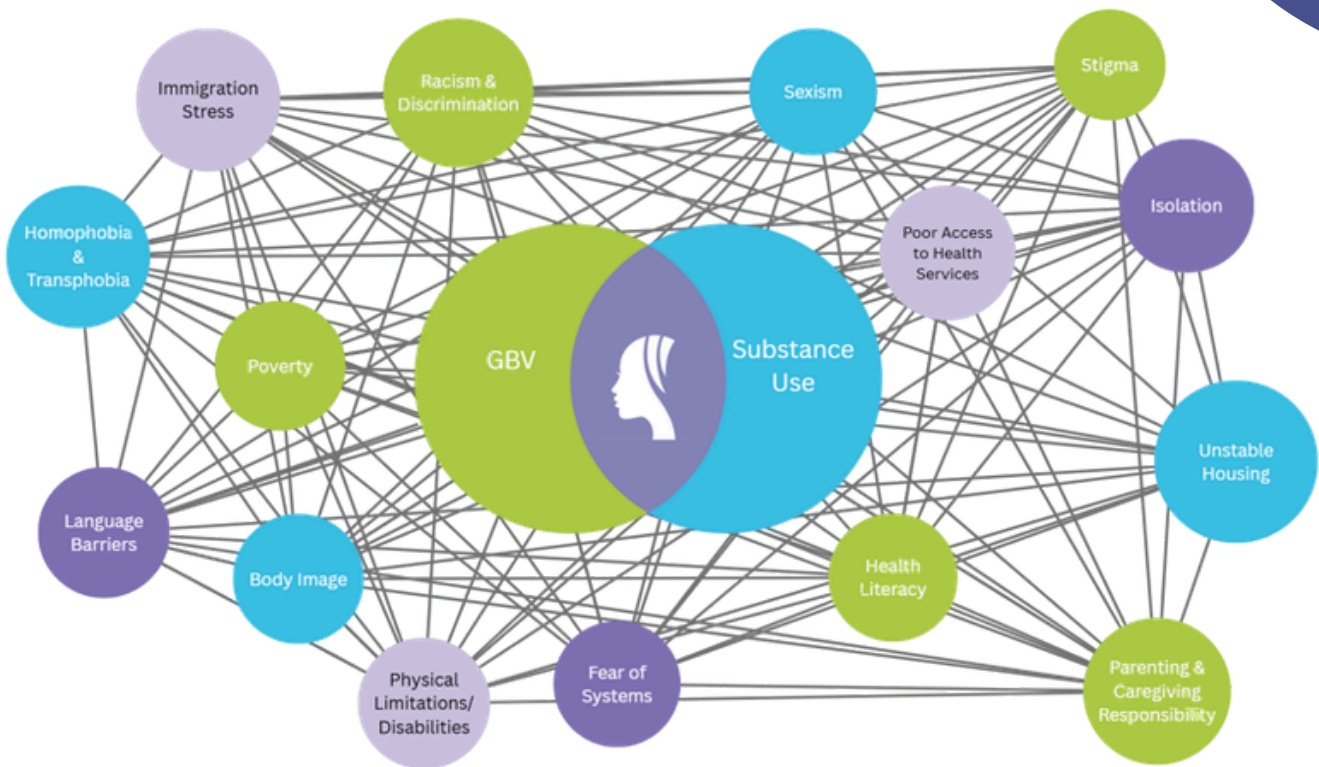 Immigration
Stress
Racism &
Discrimination
Sexism
Stigma
Isolation
Homophobia
&
Transphobia
Poor Access
to Health
Services
Poverty
GBV
Substance
Use
Unstable
Housing
Language
Barriers
Body Image
Health
Literacy
Physical
Limitations/
Disabilities
Fear of
Systems
Parenting &
Caregiving
Responsibility